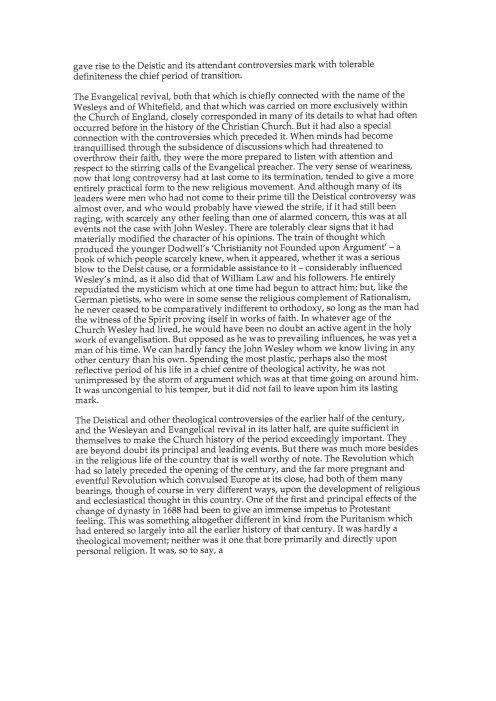 gave rise to the Deistic and its attendant controversies mark with tolerable
definiteness the chief period of transition.
The Evangelical revival, both that which is chiefly connected with the name of the
Wesleys and of Whitefield, and that which was carried on more exclusively within
the Church of England, closely corresponded in many of its details to what had often
occurred before in the history of the Christian Church. But it had also a special
connection with the controversies which preceded it. When minds had become
tranquillised through the subsidence of discussions which had threatened to
overthrow their faith, they were the more prepared to listen with attention and
respect to the stirring calls of the Evangelical preacher. The very sense of weariness,
now that long controversy had at last come to its termination, tended to give a more
entirely practical form to the new religious movement. And although many of its
leaders were men who had not come to their prime till the Deistical controversy was
almost over, and who would probably have viewed the strife, if it had still been
raging, with scarcely any other feeling than one of alarmed concern, this was at all
events not the case with John Wesley. There are tolerably clear signs that it had
materially modified the character of his opinions. The train of thought which
produced the younger Dodwell's 'Christianity not Founded upon Argument' – a
book of which people scarcely knew, when it appeared, whether it was a serious
blow to the Deist cause, or a formidable assistance to it – considerably influenced
Wesley's mind, as it also did that of William Law and his followers. He entirely
repudiated the mysticism which at one time had begun to attract him; but, like the
German pietists, who were in some sense the religious complement of Rationalism,
he never ceased to be comparatively indifferent to orthodoxy, so long as the man had
the witness of the Spirit proving itself in works of faith. In whatever age of the
Church Wesley had lived, he would have been no doubt an active agent in the holy
work of evangelisation. But opposed as he was to prevailing influences, he was yet a
man of his time. We can hardly fancy the John Wesley whom we know living in any
other century than his own. Spending the most plastic, perhaps also the most
reflective period of his life in a chief centre of theological activity, he was not
unimpressed by the storm of argument which was at that time going on around him.
It was uncongenial to his temper, but it did not fail to leave upon him its lasting
mark.
The Deistical and other theological controversies of the earlier half of the century,
and the Wesleyan and Evangelical revival in its latter half, are quite sufficient in
themselves to make the Church history of the period exceedingly important. They
are beyond doubt its principal and leading events. But there was much more besides
in the religious life of the country that is well worthy of note. The Revolution which
had so lately preceded the opening of the century, and the far more pregnant and
eventful Revolution which convulsed Europe at its close, had both of them many
bearings, though of course in very different ways, upon the development of religious
and ecclesiastical thought in this country. One of the first and principal effects of the
change of dynasty in 1688 had been to give an immense impetus to Protestant
feeling. This was something altogether different in kind from the Puritanism which
had entered so largely into all the earlier history of that century. It was hardly a
theological movement; neither was it one that bore primarily and directly upon
personal religion. It was, so to say, a